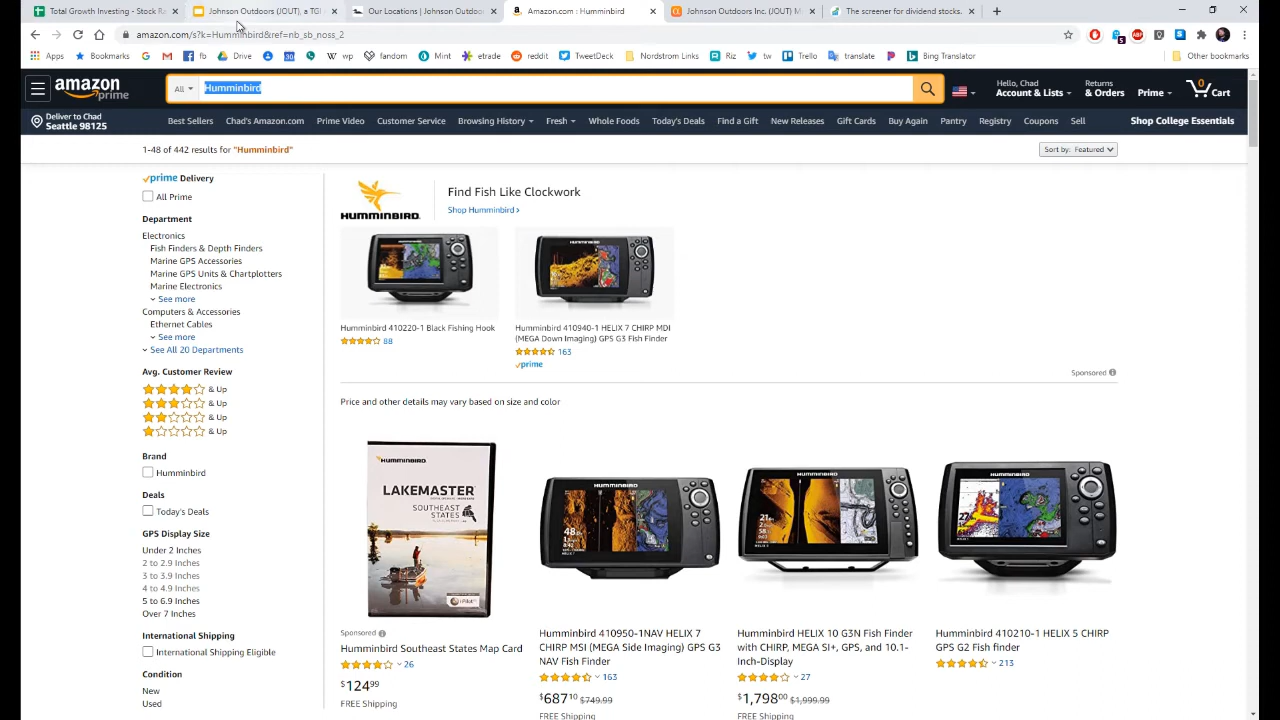 Total Growth Investing - Stock R
Johnson Outdoors (JOUT), a TGI
Our Locations | Johnson Outdoor
Amazon.com : Humminbird
Johnson Outdoors Inc. (JOUT) M
The screener for dividend stocks.
amazon.com/s?k=Humminbird&ref=nb_sb_noss_2
Bookmarks
fb
Drive
Witpr
wp
fandom
Mint
etrade
reddit
TweetDeck
Nordstrom Links
Riz
tw
Trello
translate
Bing Translator
Other bookmarks
amazon prime
All
Humminbird
Hello, Chad
Account & Lists
Returns
& Orders
Prime
0
Cart
Deliver to Chad
Seattle 98125
Best Sellers
Chad's Amazon.com
Prime Video
Customer Service
Browsing History
Fresh
Whole Foods
Today's Deals
Find a Gift
New Releases
Gift Cards
Buy Again
Pantry
Registry
Coupons
Sell
Shop College Essentials
1-48 of 442 results for "Humminbird"
Sort by: Featured
prime Delivery
All Prime
Department
Electronics
Fish Finders & Depth Finders
Marine GPS Accessories
Marine GPS Units & Chartplotters
Marine Electronics
See more
Computers & Accessories
Ethernet Cables
See more
See All 20 Departments
Avg. Customer Review
& Up
& Up
& Up
& Up
Brand
Humminbird
Deals
Today's Deals
GPS Display Size
Under 2 Inches
2 to 2.9 Inches
3 to 3.9 Inches
4 to 4.9 Inches
5 to 6.9 Inches
Over 7 Inches
International Shipping
International Shipping Eligible
Condition
New
Used
HUMMINBIRD.
Find Fish Like Clockwork
Shop Humminbird
Humminbird 410220-1 Black Fishing Hook
88
HUMMINBIRD
Humminbird 410940-1 HELIX 7 CHIRP MDI
(MEGA Down Imaging) GPS G3 Fish Finder
163
prime
Sponsored
Price and other details may vary based on size and color
HUMMINBIRD.
LAKEMASTER
SOUTHEAST
STATES
Sponsored
Humminbird Southeast States Map Card
26
$124.99
FREE Shipping
HUMMINBIRD
Humminbird 410950-1NAV HELIX 7
CHIRP MSI (MEGA Side Imaging) GPS G3
NAV Fish Finder
163
$687.10 $749.99
FREE Shipping
HUMMINBIRD
Humminbird HELIX 10 G3N Fish Finder
with CHIRP, MEGA SI+, GPS, and 10.1-
Inch-Display
27
$1,798.00 $1,999.99
FREE Shipping
HUMMINBIRD
Humminbird 410210-1 HELIX 5 CHIRP
GPS G2 Fish finder
213